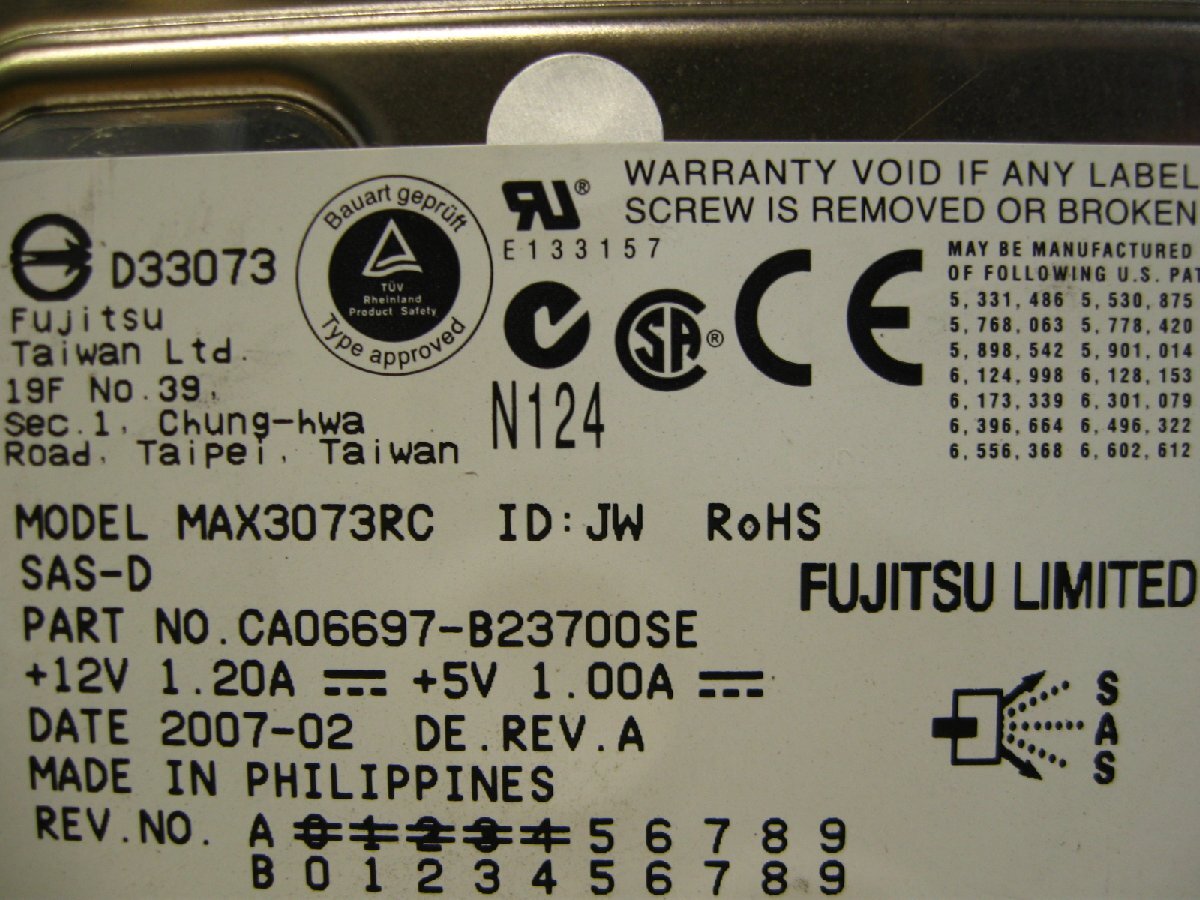 WARRANTY VOID IF ANY LABEL
SCREW IS REMOVED OR BROKEN
D33073
Fujitsu
Taiwan Ltd.
19F No.39,
Sec.1, Chung-hwa
Road, Taipei, Taiwan
Bauart geprüft
TÜV
Rheinland
Product Safety
Type approved
RU®
E133157
N124
SA®
CE
MAY BE MANUFACTURED
OF FOLLOWING U.S. PAT
5,331,486 5,530,875
5,768,063 5,778,420
5,898,542 5,901,014
6,124,998 6,128,153
6,173,339 6,301,079
6,396,664 6,496,322
6,556,368 6,602,612
MODEL MAX3073RC ID:JW RoHS
SAS-D
FUJITSU LIMITED
PART NO.CA06697-B23700SE
+12V 1.20A +5V 1.00A
DATE 2007-02 DE.REV.A
MADE IN PHILIPPINES
SAS
REV.NO. A 0 1 2 3 4 5 6 7 8 9
B 0 1 2 3 4 5 6 7 8 9